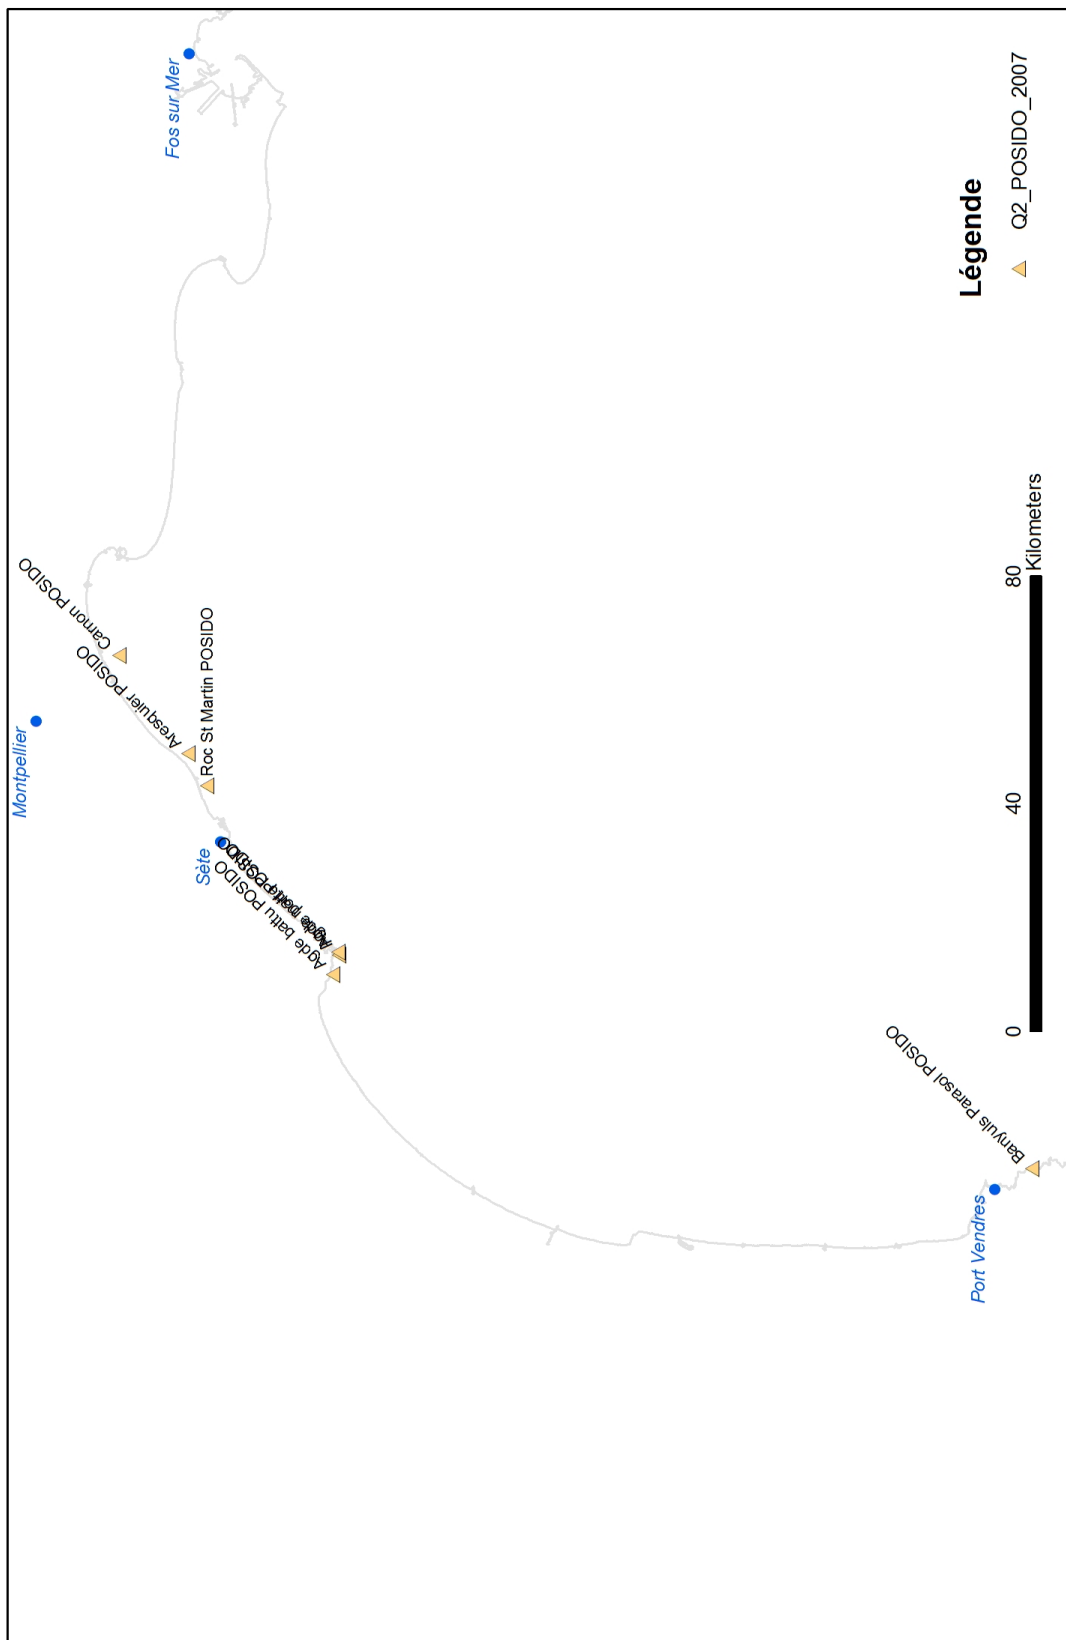 Fos sur Mer
Montpellier
Carnon POSIDO
Aresquier POSIDO
Roc St Martin POSIDO
Sète
Agde battu POSIDO
Banyuls Parasol POSIDO
Port Vendres
Légende
Q2_POSIDO_2007
0 40 80
Kilometers